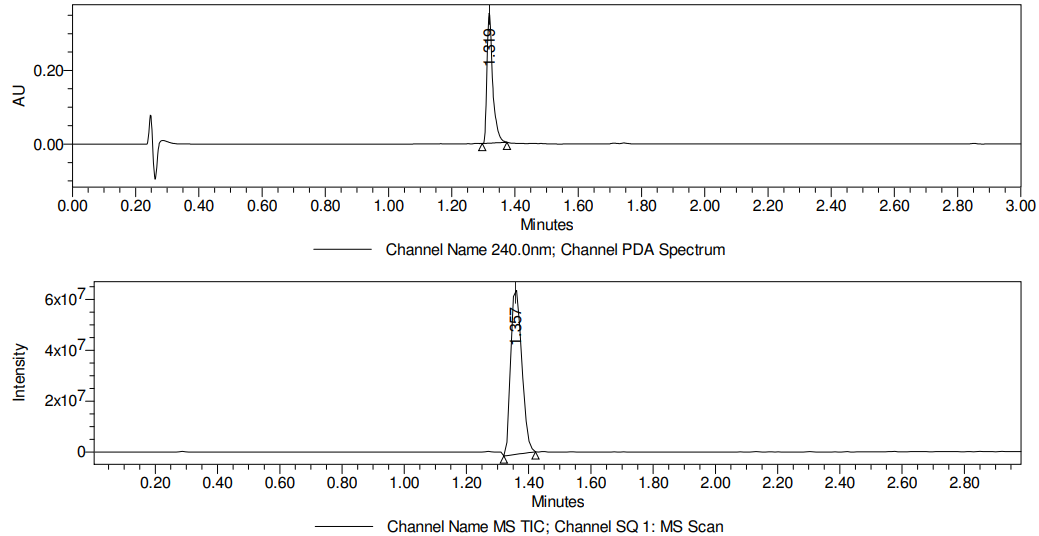 AU
0.20
0.00
1.319
0.00 0.20 0.40 0.60 0.80 1.00 1.20 1.40 1.60 1.80 2.00 2.20 2.40 2.60 2.80 3.00
Minutes
Channel Name 240.0nm; Channel PDA Spectrum
Intensity
6x10⁷
4x10⁷
2x10⁷
0
1.357
0.20 0.40 0.60 0.80 1.00 1.20 1.40 1.60 1.80 2.00 2.20 2.40 2.60 2.80
Minutes
Channel Name MS TIC; Channel SQ 1: MS Scan